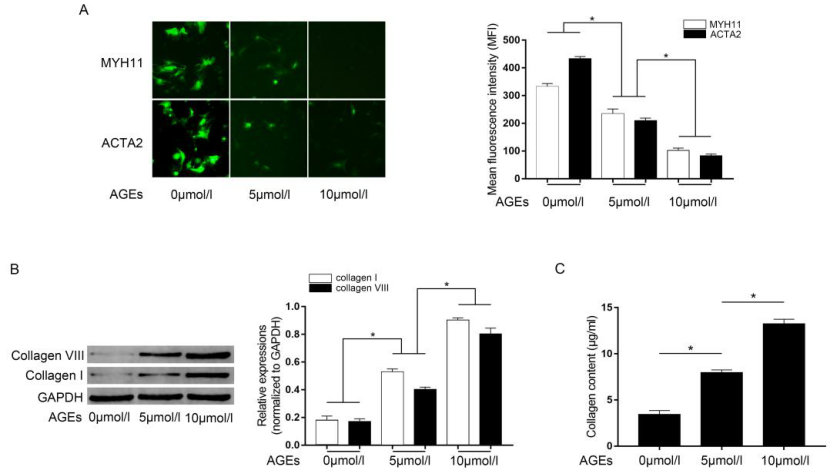 A
MYH11
ACTA2
AGEs 0μmol/l 5μmol/l 10μmol/l
MYH11
ACTA2
Mean fluorescence intensity (MFI)
500
400
300
200
100
0
*
*
AGEs 0μmol/l 5μmol/l 10μmol/l
B
Collagen VIII
Collagen I
GAPDH
AGEs 0μmol/l 5μmol/l 10μmol/l
collagen I
collagen VIII
Relative expressions
(normalized to GAPDH)
1.0
0.8
0.6
0.4
0.2
0.0
*
*
AGEs 0μmol/l 5μmol/l 10μmol/l
C
Collagen content (μg/ml)
15
10
5
0
*
*
AGEs 0μmol/l 5μmol/l 10μmol/l